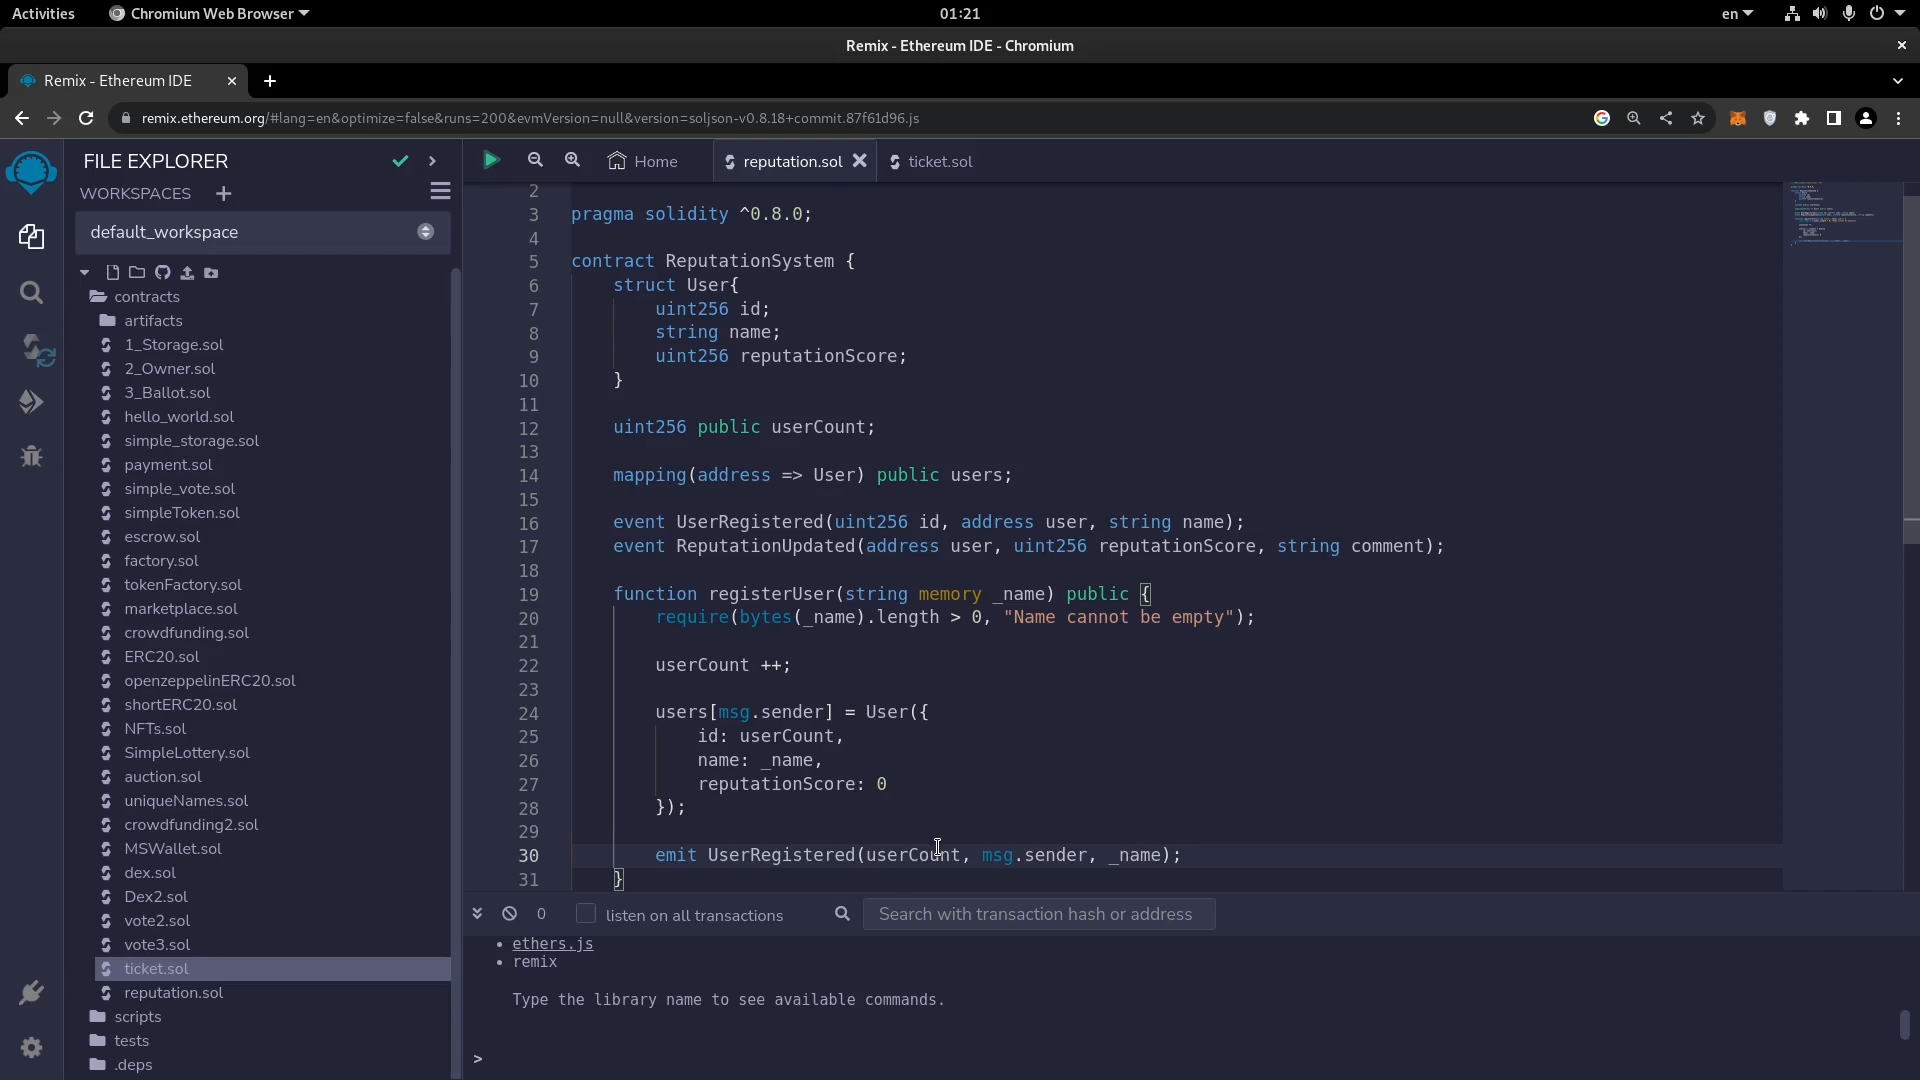 Activities
Chromium Web Browser
01:21
en
Remix - Ethereum IDE - Chromium
Remix - Ethereum IDE
remix.ethereum.org/#lang=en&optimize=false&runs=200&evmVersion=null&version=soljson-v0.8.18+commit.87f61d96.js
FILE EXPLORER
WORKSPACES
default_workspace
contracts
artifacts
1_Storage.sol
2_Owner.sol
3_Ballot.sol
hello_world.sol
simple_storage.sol
payment.sol
simple_vote.sol
simpleToken.sol
escrow.sol
factory.sol
tokenFactory.sol
marketplace.sol
crowdfunding.sol
ERC20.sol
openzeppelinERC20.sol
shortERC20.sol
NFTs.sol
SimpleLottery.sol
auction.sol
uniqueNames.sol
crowdfunding2.sol
MSWallet.sol
dex.sol
Dex2.sol
vote2.sol
vote3.sol
ticket.sol
reputation.sol
scripts
tests
.deps
Home
reputation.sol
ticket.sol
2
3 pragma solidity ^0.8.0;
4
5 contract ReputationSystem {
6 struct User{
7 uint256 id;
8 string name;
9 uint256 reputationScore;
10 }
11
12 uint256 public userCount;
13
14 mapping(address => User) public users;
15
16 event UserRegistered(uint256 id, address user, string name);
17 event ReputationUpdated(address user, uint256 reputationScore, string comment);
18
19 function registerUser(string memory _name) public {
20 require(bytes(_name).length > 0, "Name cannot be empty");
21
22 userCount ++;
23
24 users[msg.sender] = User({
25 id: userCount,
26 name: _name,
27 reputationScore: 0
28 });
29
30 emit UserRegistered(userCount, msg.sender, _name);
31 }
0
listen on all transactions
Search with transaction hash or address
• ethers.js
• remix
Type the library name to see available commands.
>